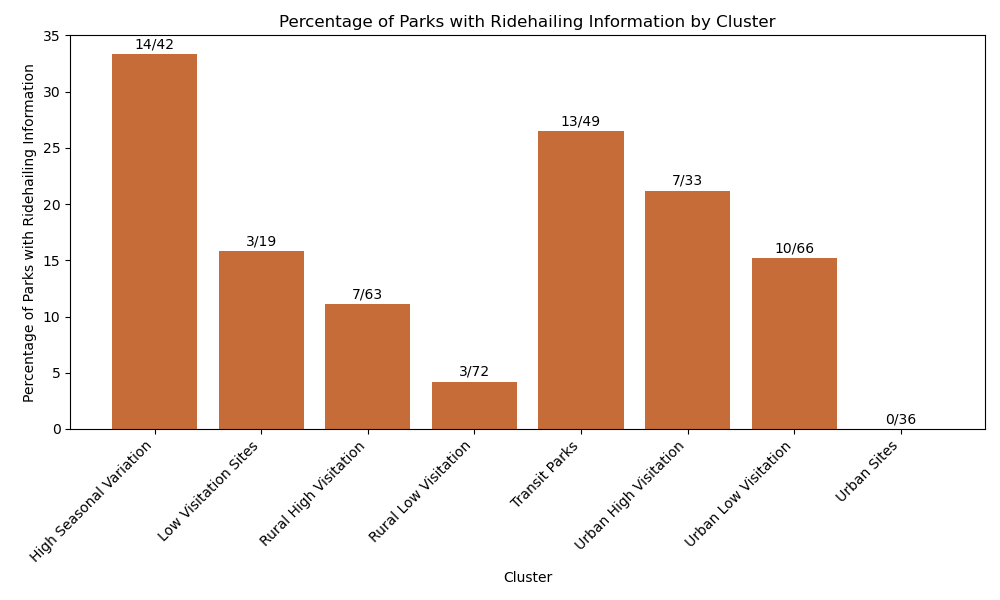 Percentage of Parks with Ridehailing Information by Cluster
Percentage of Parks with Ridehailing Information
35
30
25
20
15
10
5
0
14/42
3/19
7/63
3/72
13/49
7/33
10/66
0/36
High Seasonal Variation
Low Visitation Sites
Rural High Visitation
Rural Low Visitation
Transit Parks
Urban High Visitation
Urban Low Visitation
Urban Sites
Cluster